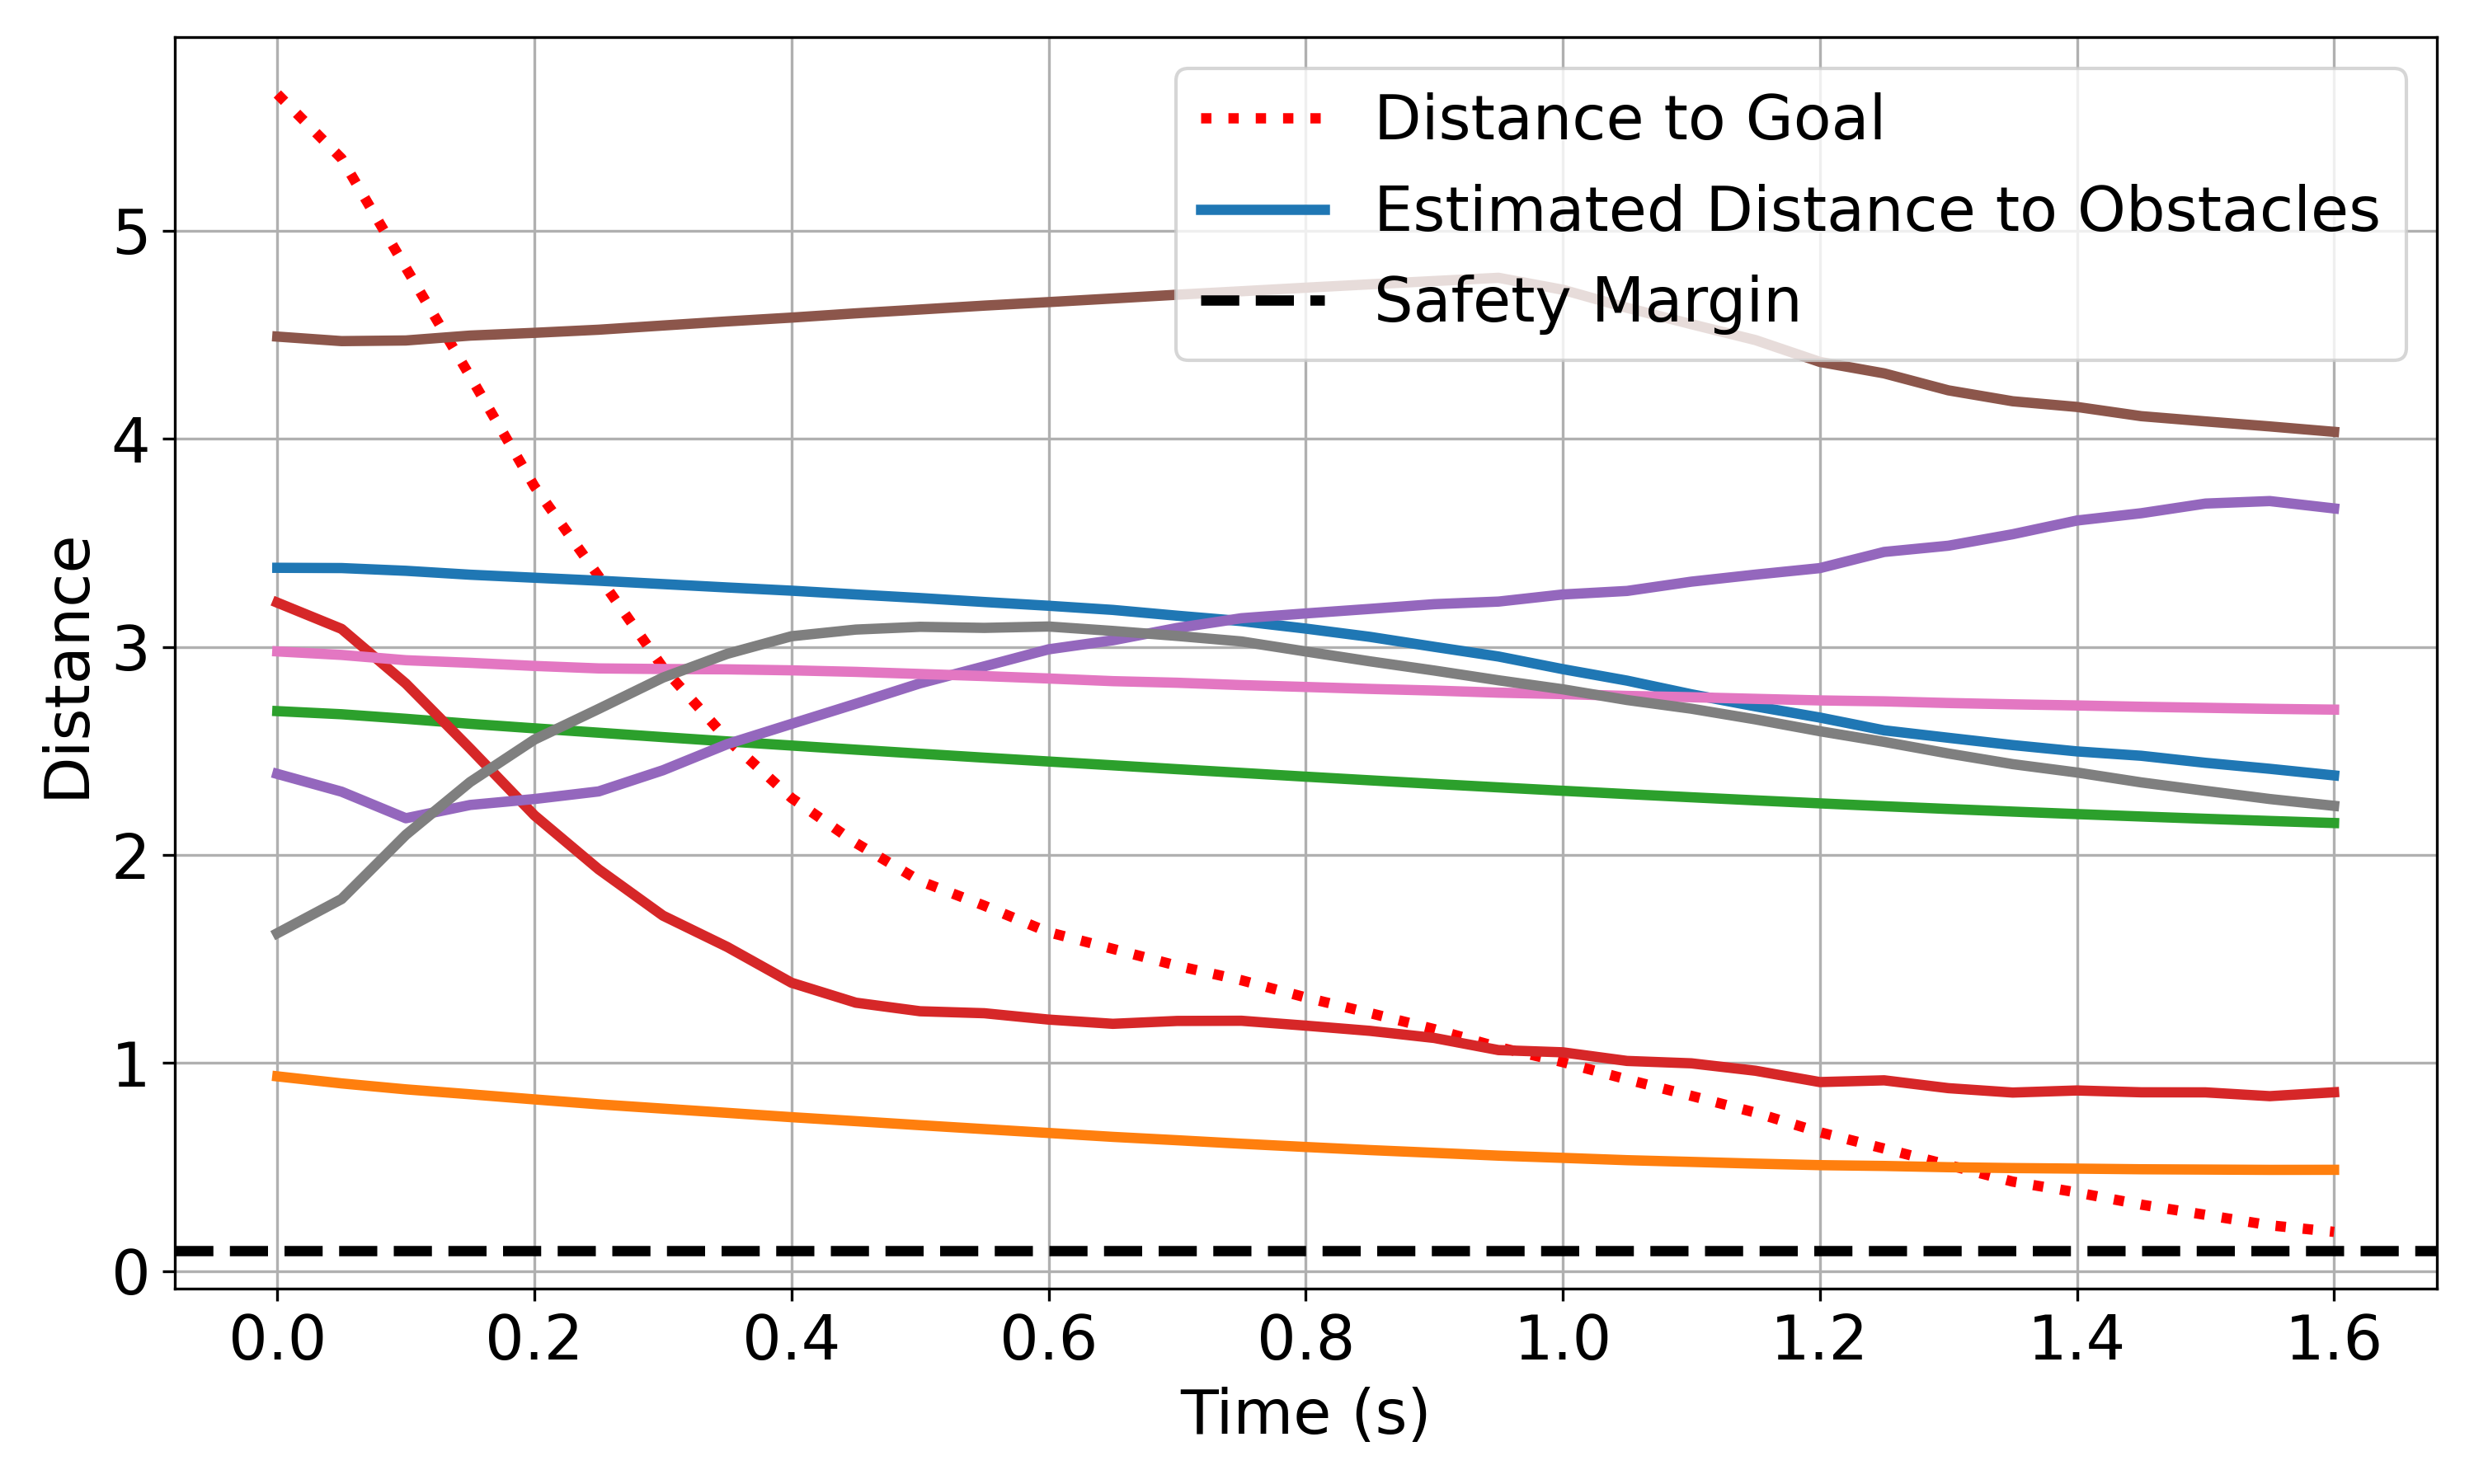 Distance to Goal
Estimated Distance to Obstacles
Safety Margin
Distance
5
4
3
2
1
0
0.0 0.2 0.4 0.6 0.8 1.0 1.2 1.4 1.6
Time (s)